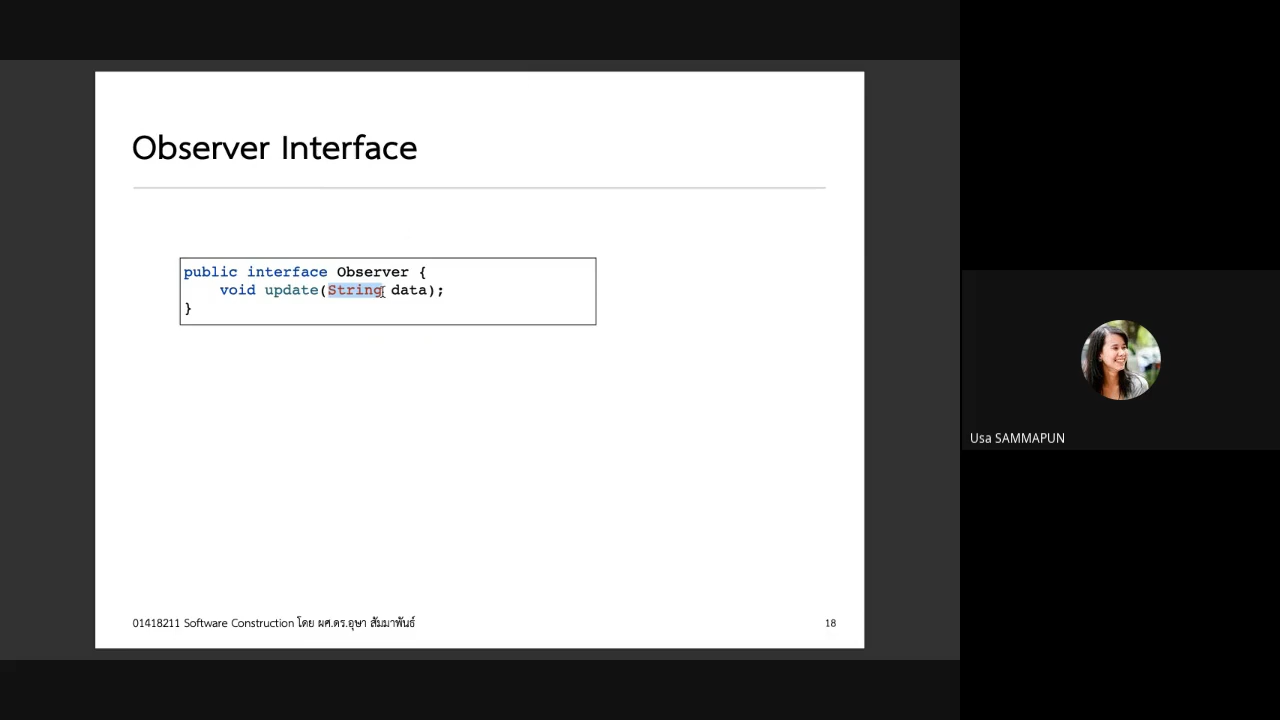 Observer Interface
public interface Observer {
void update(String data);
}
01418211 Software Construction โดย ผศ.ดร.อุษา สัมมาพันธ์
18
Usa SAMMAPUN